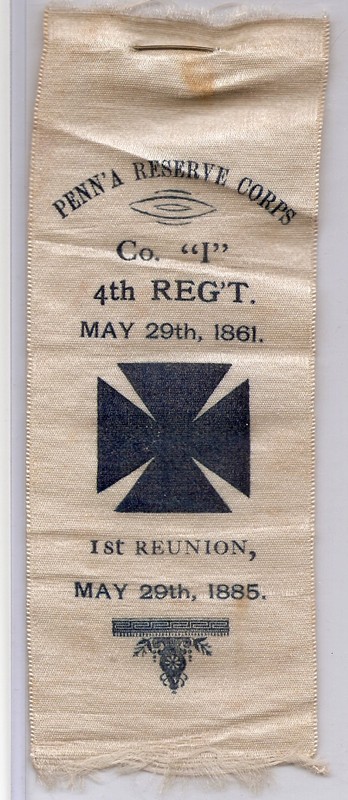 PENN'A RESERVE CORPS
Co. "I"
4th REG'T.
MAY 29th, 1861.
1st REUNION,
MAY 29th, 1885.